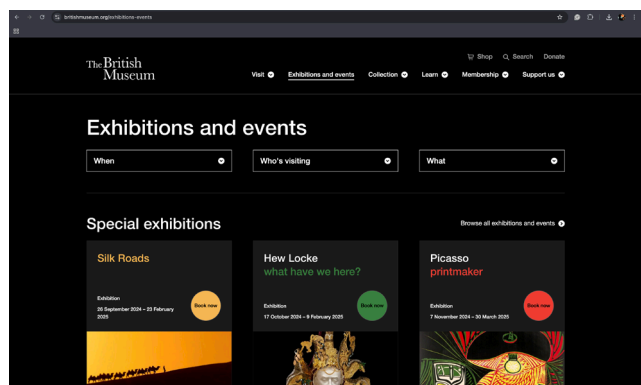 britishmuseum.org/exhibitions-events
The British
Museum
Shop Search Donate
Visit Exhibitions and events Collection Learn Membership Support us
Exhibitions and events
When Who's visiting What
Special exhibitions
Browse all exhibitions and events
Silk Roads
Exhibition
26 September 2024 – 23 February
2025
Book now
Hew Locke
what have we here?
Exhibition
17 October 2024 – 9 February 2025
Book now
Picasso
printmaker
Exhibition
7 November 2024 – 30 March 2025
Book now